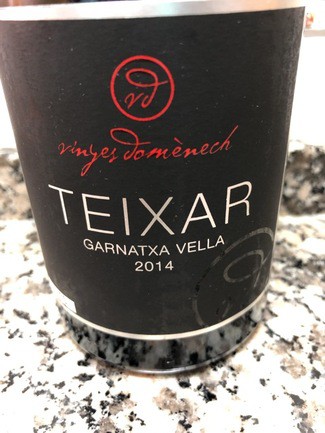 vd
vinyes domènech
TEIXAR
GARNATXA VELLA
2014